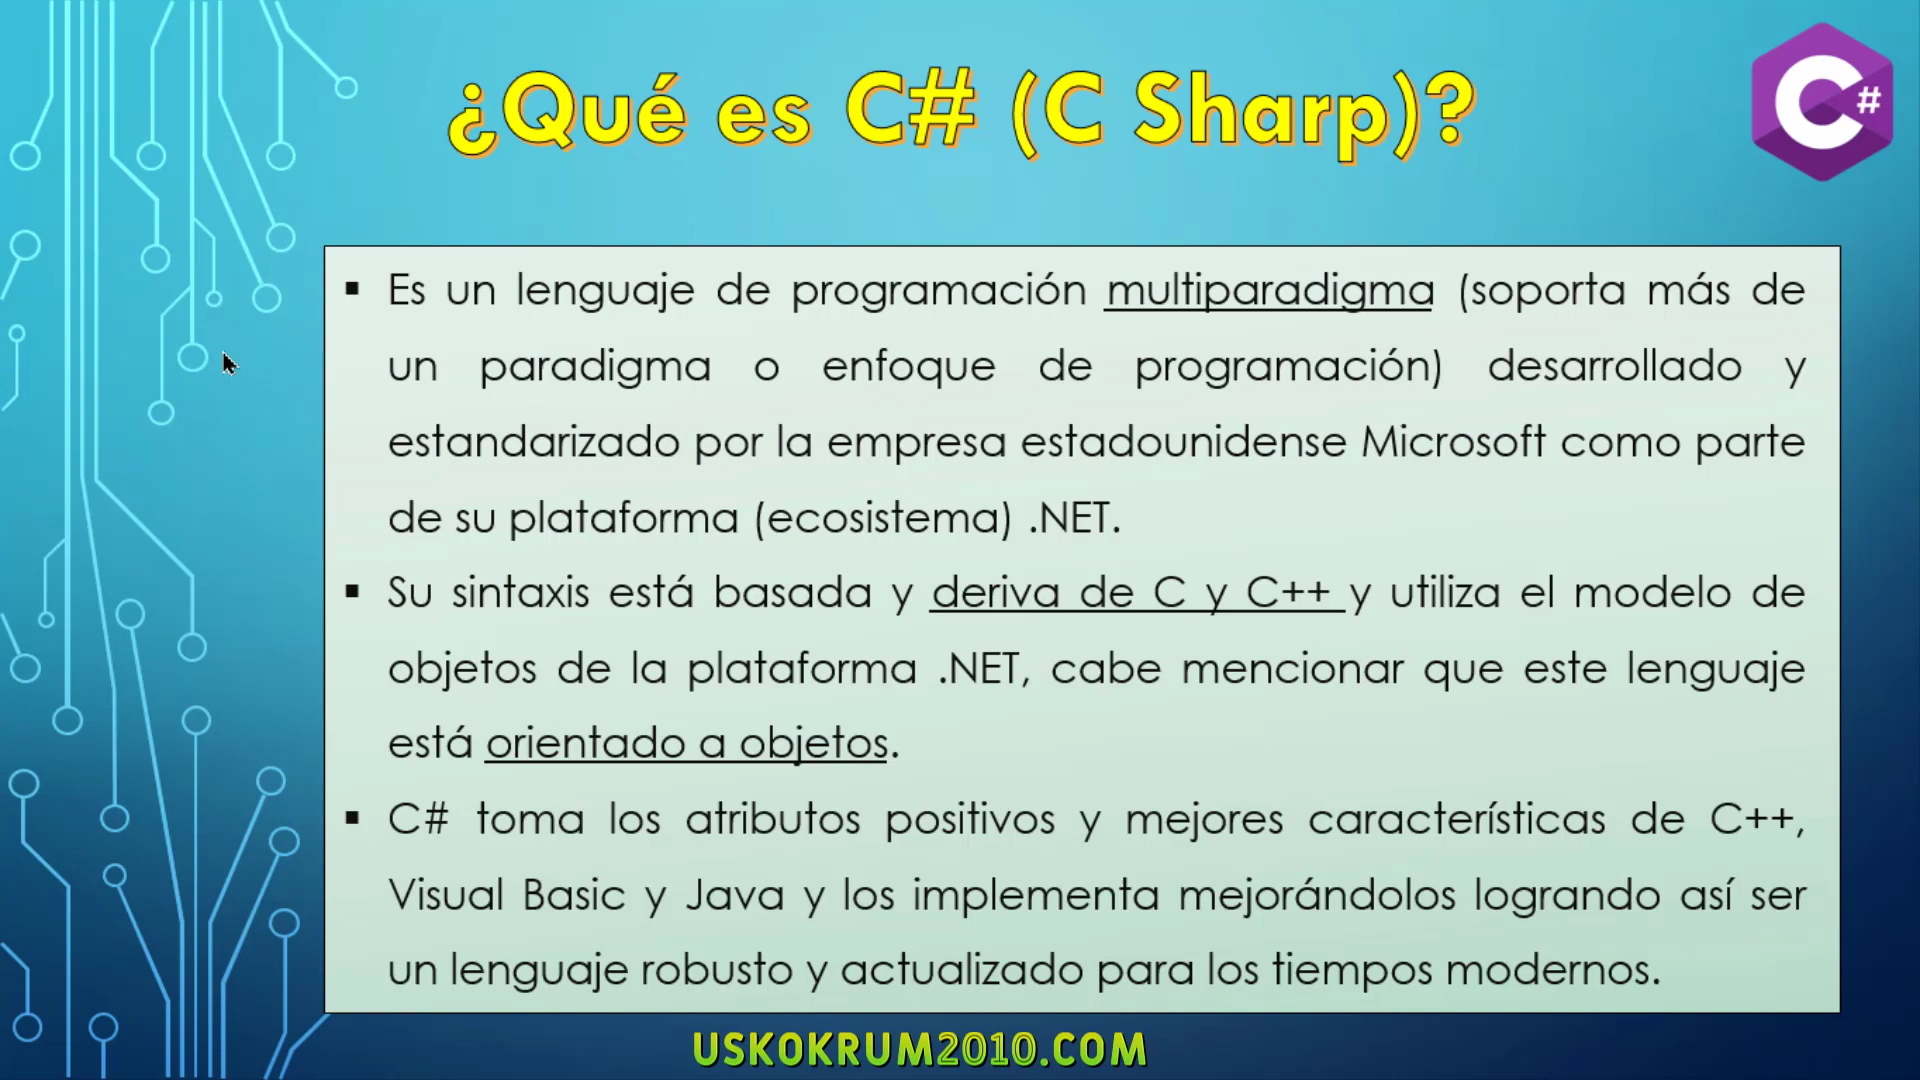 ¿Qué es C# (C Sharp)?
C#
▪ Es un lenguaje de programación multiparadigma (soporta más de
un paradigma o enfoque de programación) desarrollado y
estandarizado por la empresa estadounidense Microsoft como parte
de su plataforma (ecosistema) .NET.
▪ Su sintaxis está basada y deriva de C y C++ y utiliza el modelo de
objetos de la plataforma .NET, cabe mencionar que este lenguaje
está orientado a objetos.
▪ C# toma los atributos positivos y mejores características de C++,
Visual Basic y Java y los implementa mejorándolos logrando así ser
un lenguaje robusto y actualizado para los tiempos modernos.
USKOKRUM2010.COM